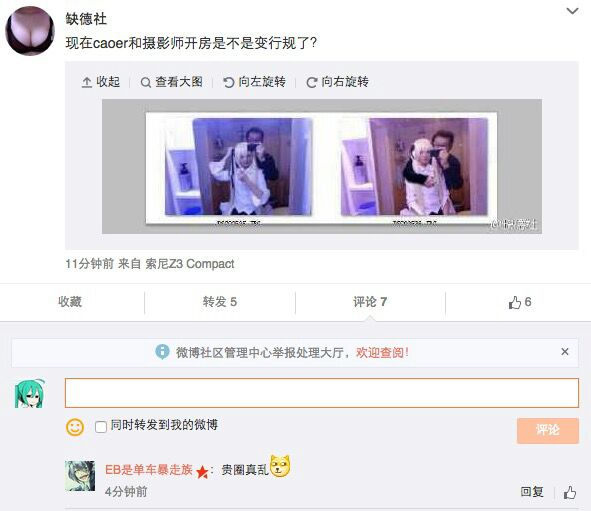 缺德社
现在caoer和摄影师开房是不是变行规了?
收起
查看大图
向左旋转
向右旋转
11分钟前 来自 索尼Z3 Compact
收藏
转发 5
评论 7
6
微博社区管理中心举报处理大厅，欢迎查阅！
×
同时转发到我的微博
评论
EB是单车暴走族：贵圈真乱
4分钟前
回复